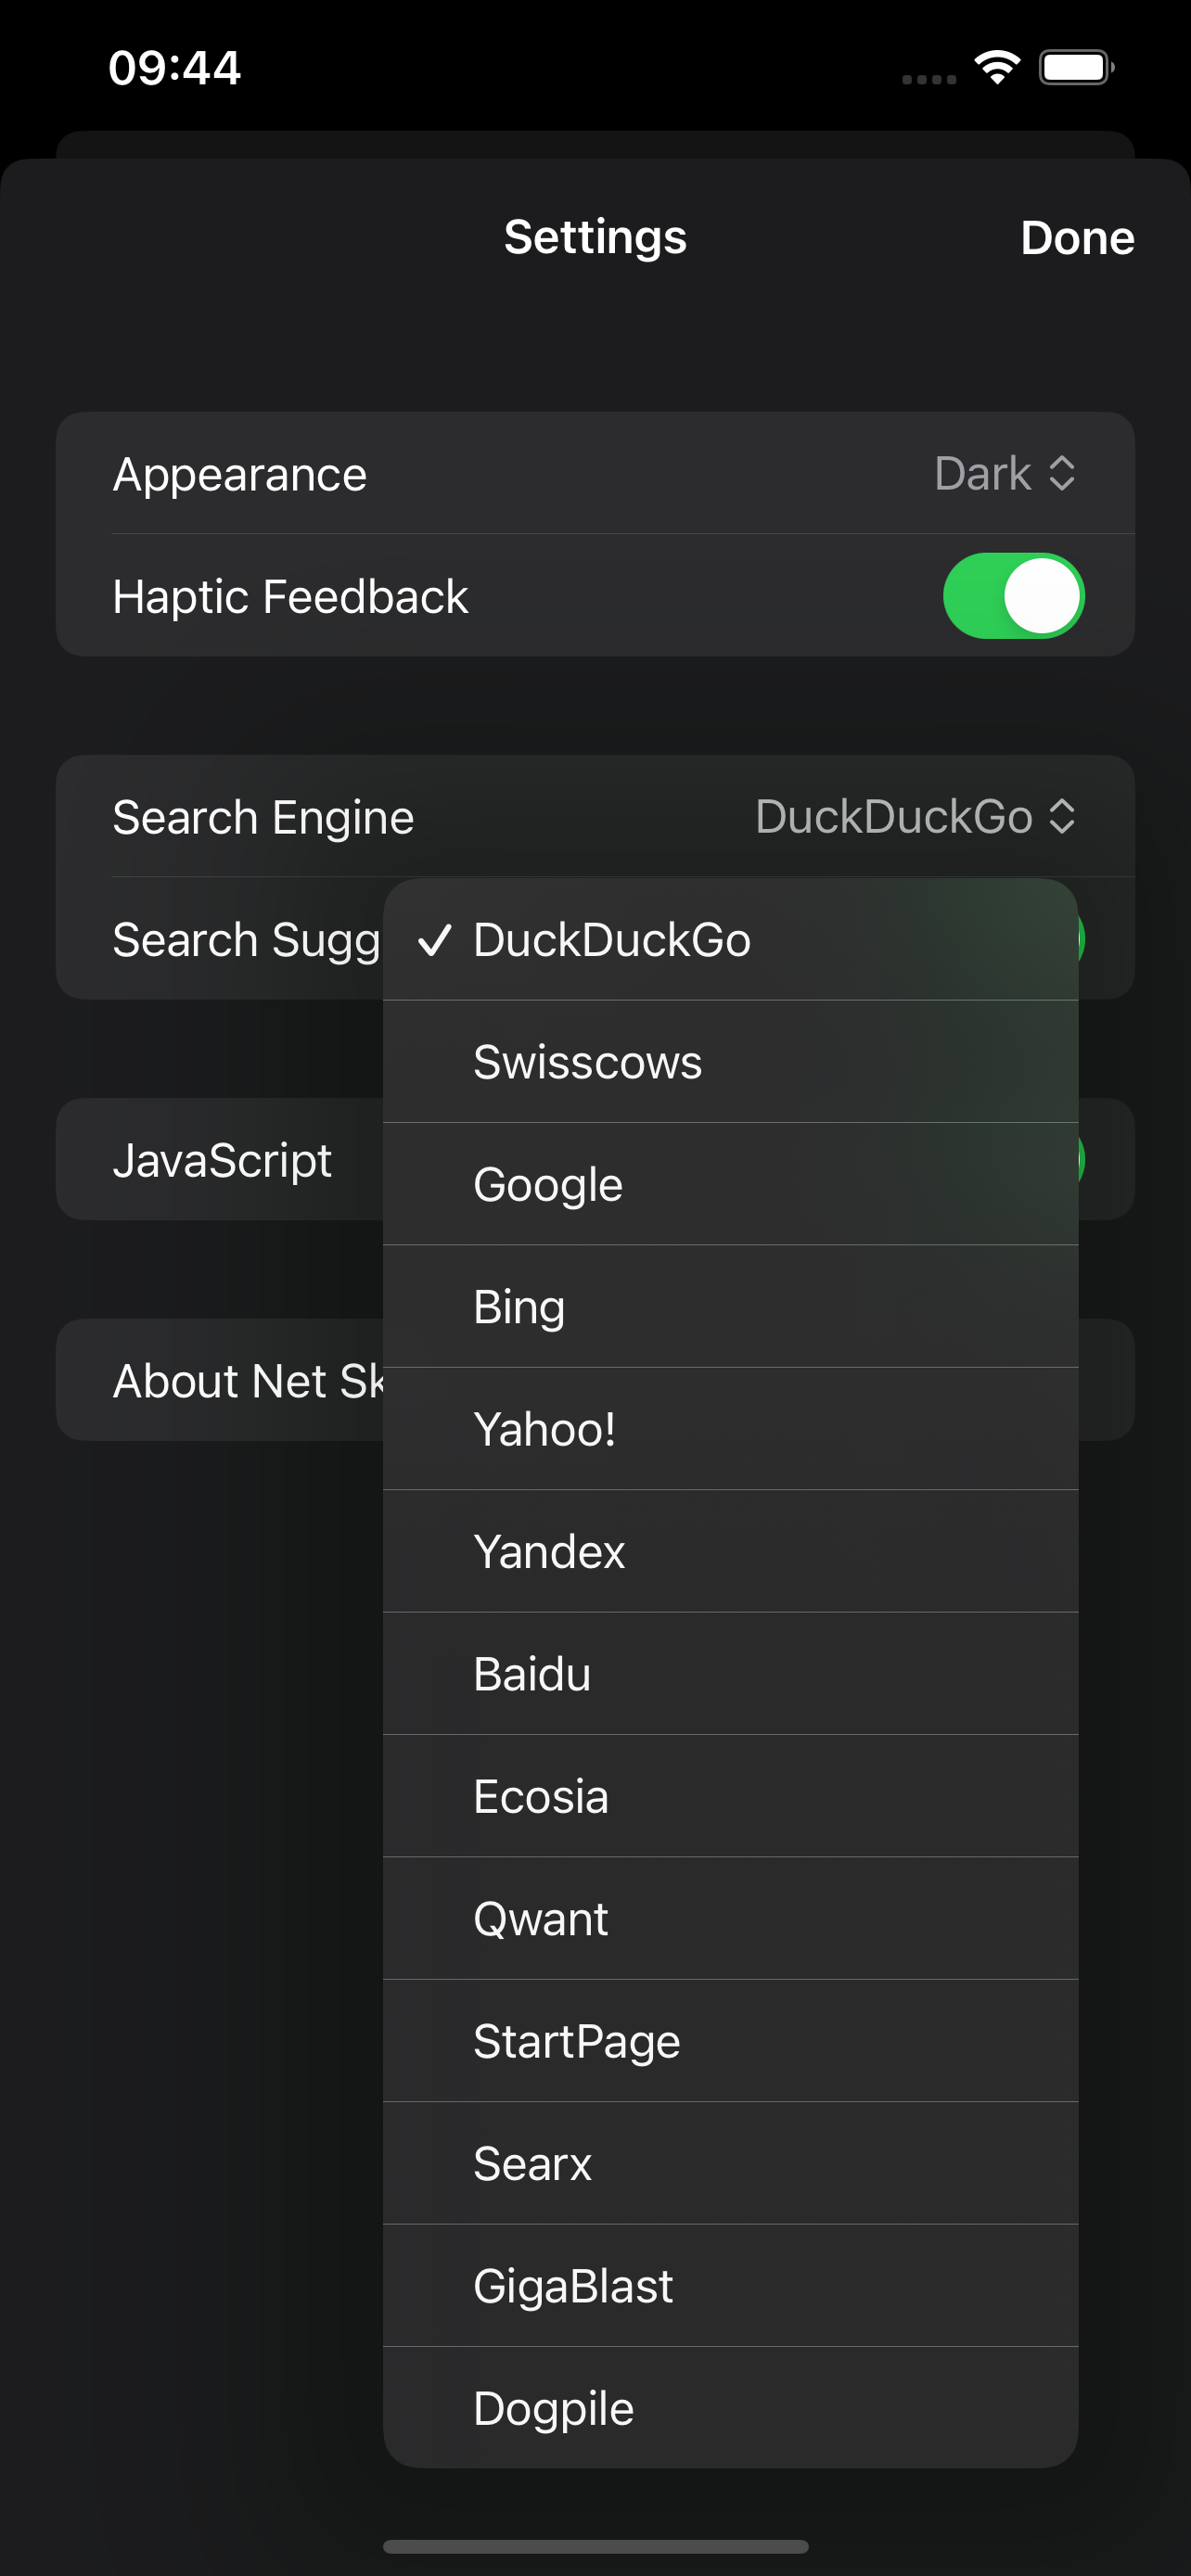 09:44
Settings
Done
Appearance
Dark
Haptic Feedback
Search Engine
DuckDuckGo
Search Sugg
DuckDuckGo
Swisscows
Google
JavaScript
Bing
About Net Sk
Yahoo!
Yandex
Baidu
Ecosia
Qwant
StartPage
Searx
GigaBlast
Dogpile